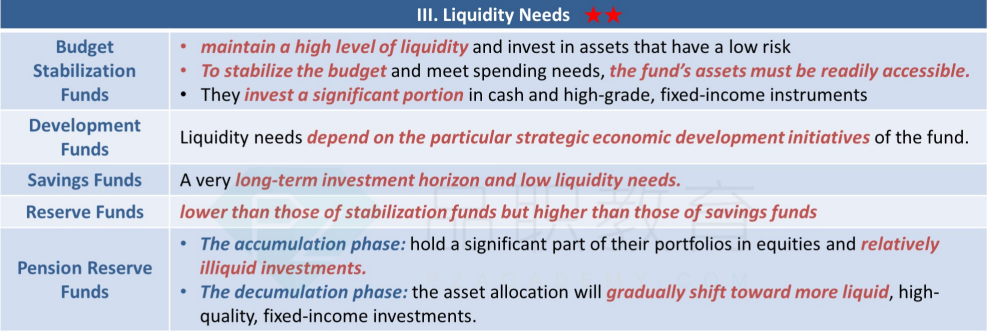 III. Liquidity Needs
Budget
Stabilization
Funds
• maintain a high level of liquidity and invest in assets that have a low risk
• To stabilize the budget and meet spending needs, the fund's assets must be readily accessible.
• They invest a significant portion in cash and high-grade, fixed-income instruments
Development
Funds
Liquidity needs depend on the particular strategic economic development initiatives of the fund.
Savings Funds
A very long-term investment horizon and low liquidity needs.
Reserve Funds
lower than those of stabilization funds but higher than those of savings funds
Pension Reserve
Funds
• The accumulation phase: hold a significant part of their portfolios in equities and relatively
illiquid investments.
• The decumulation phase: the asset allocation will gradually shift toward more liquid, high-
quality, fixed-income investments.
品职教育